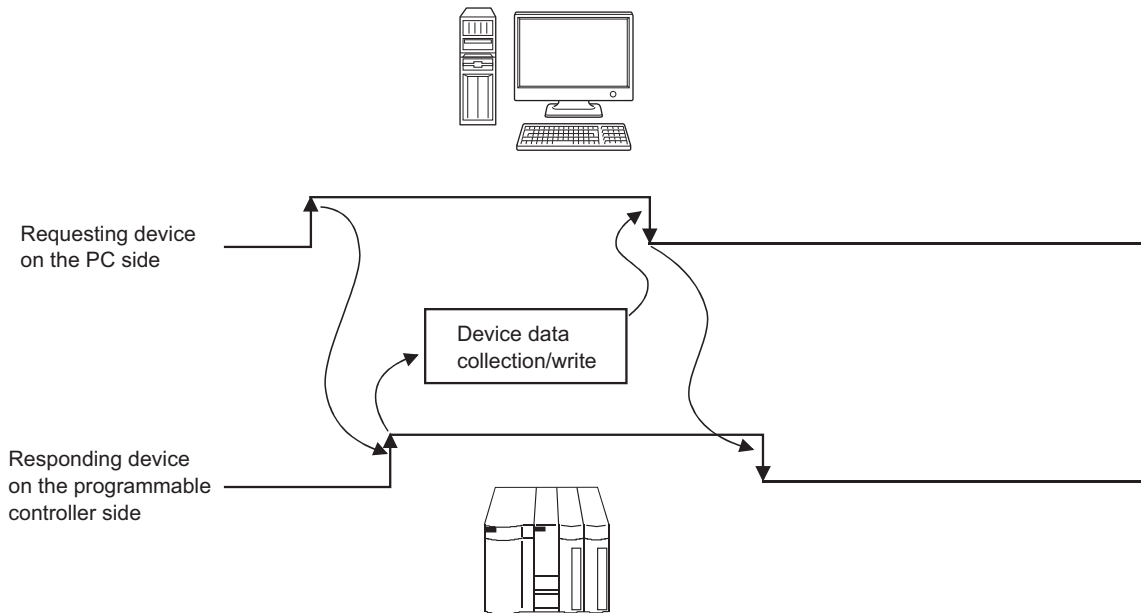 Requesting device
on the PC side
Device data
collection/write
Responding device
on the programmable
controller side